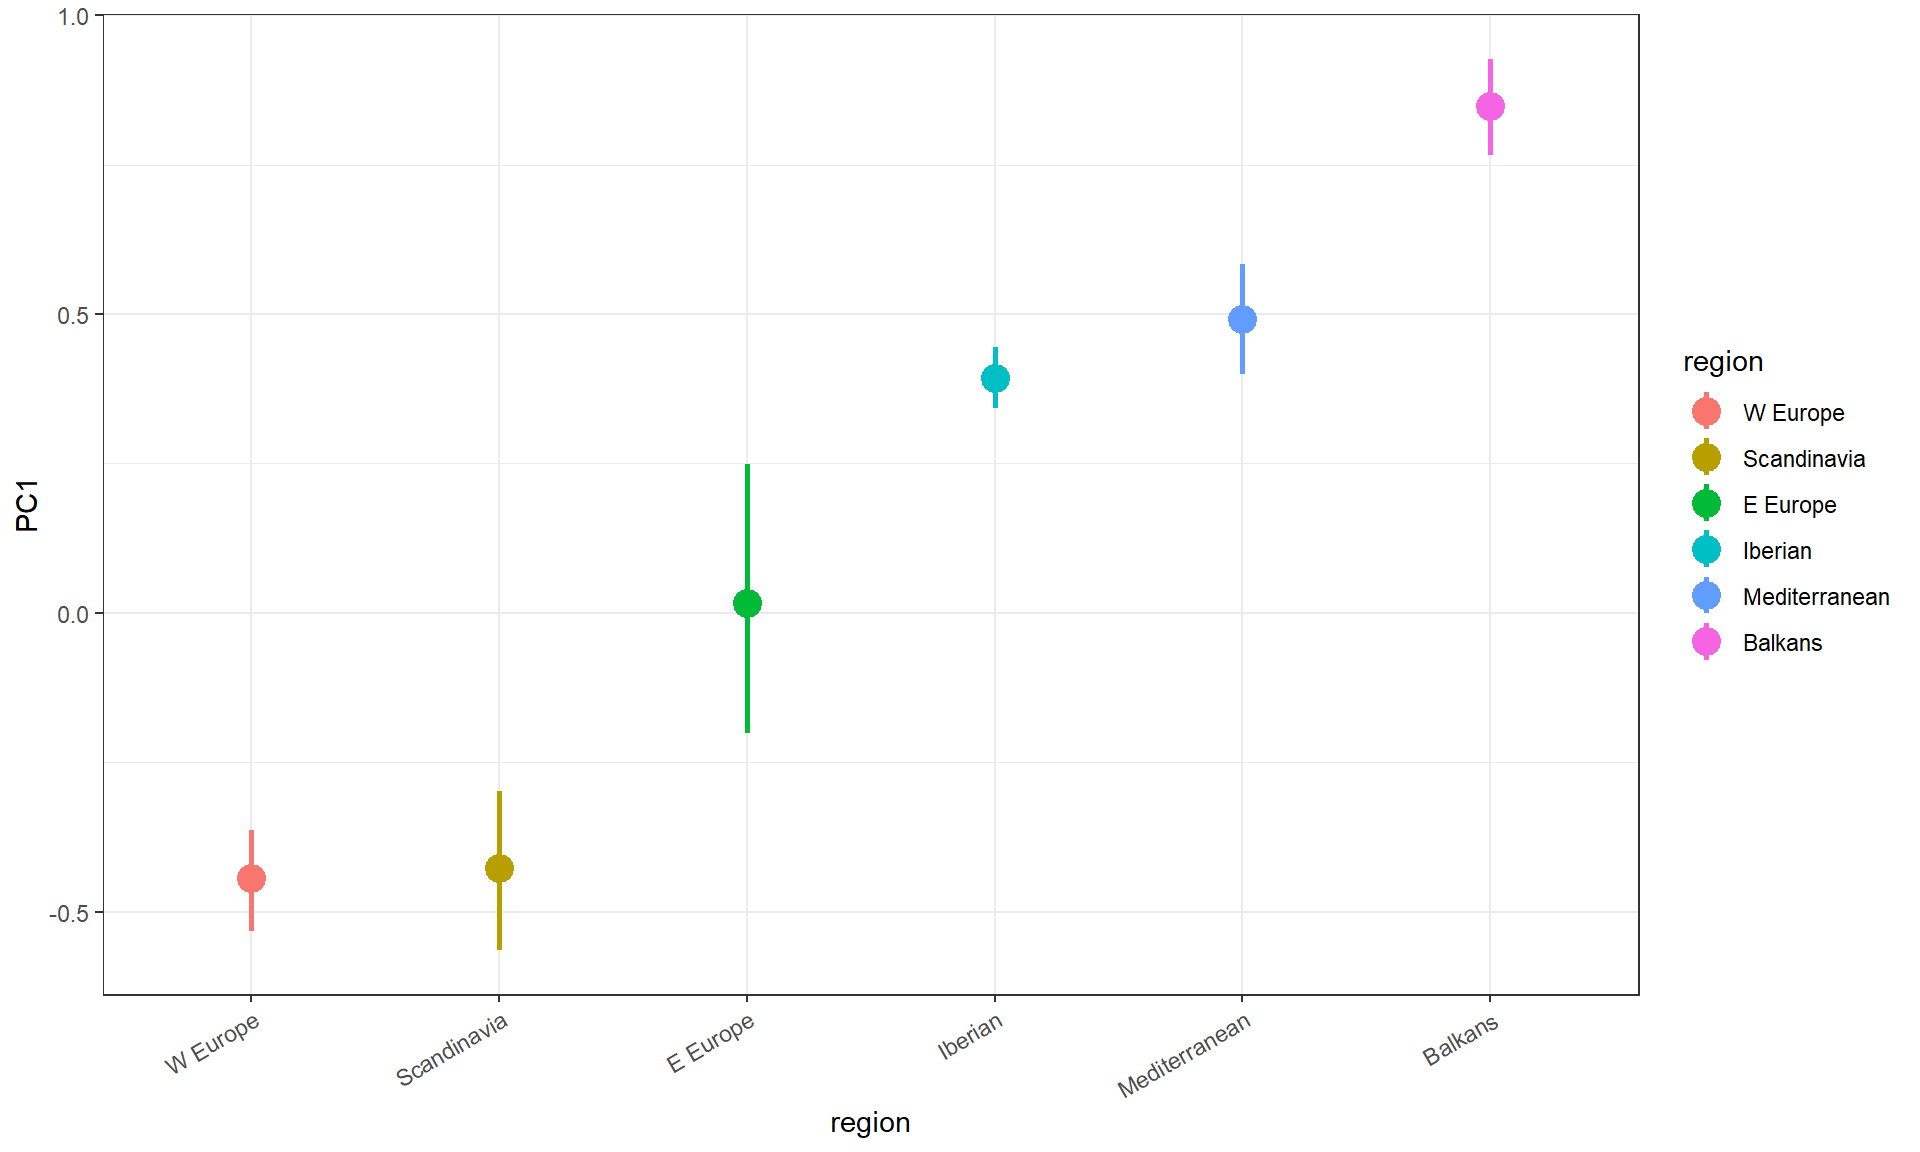 1.0
0.5
0.0
-0.5
PC1
W Europe
Scandinavia
E Europe
Iberian
Mediterranean
Balkans
region
region
W Europe
Scandinavia
E Europe
Iberian
Mediterranean
Balkans